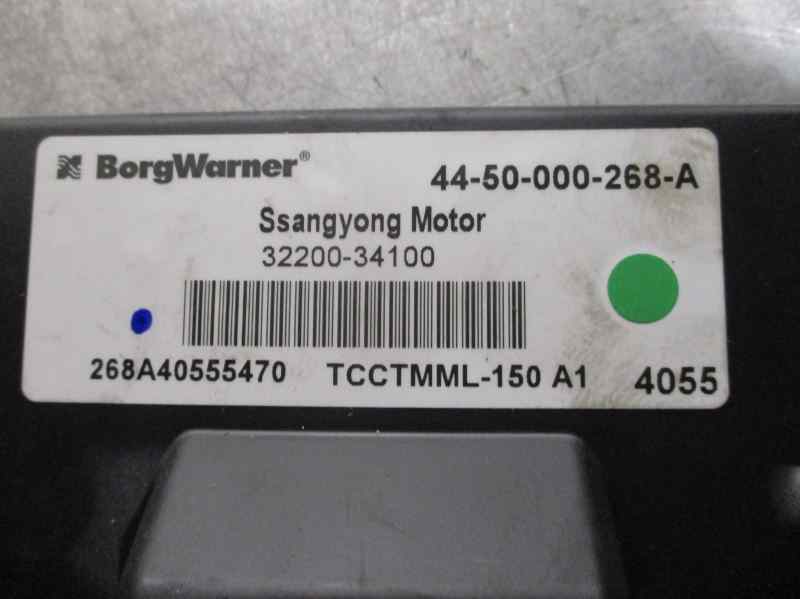 BorgWarner®
44-50-000-268-A
Ssangyong Motor
32200-34100
268A40555470
TCCTMML-150 A1
4055